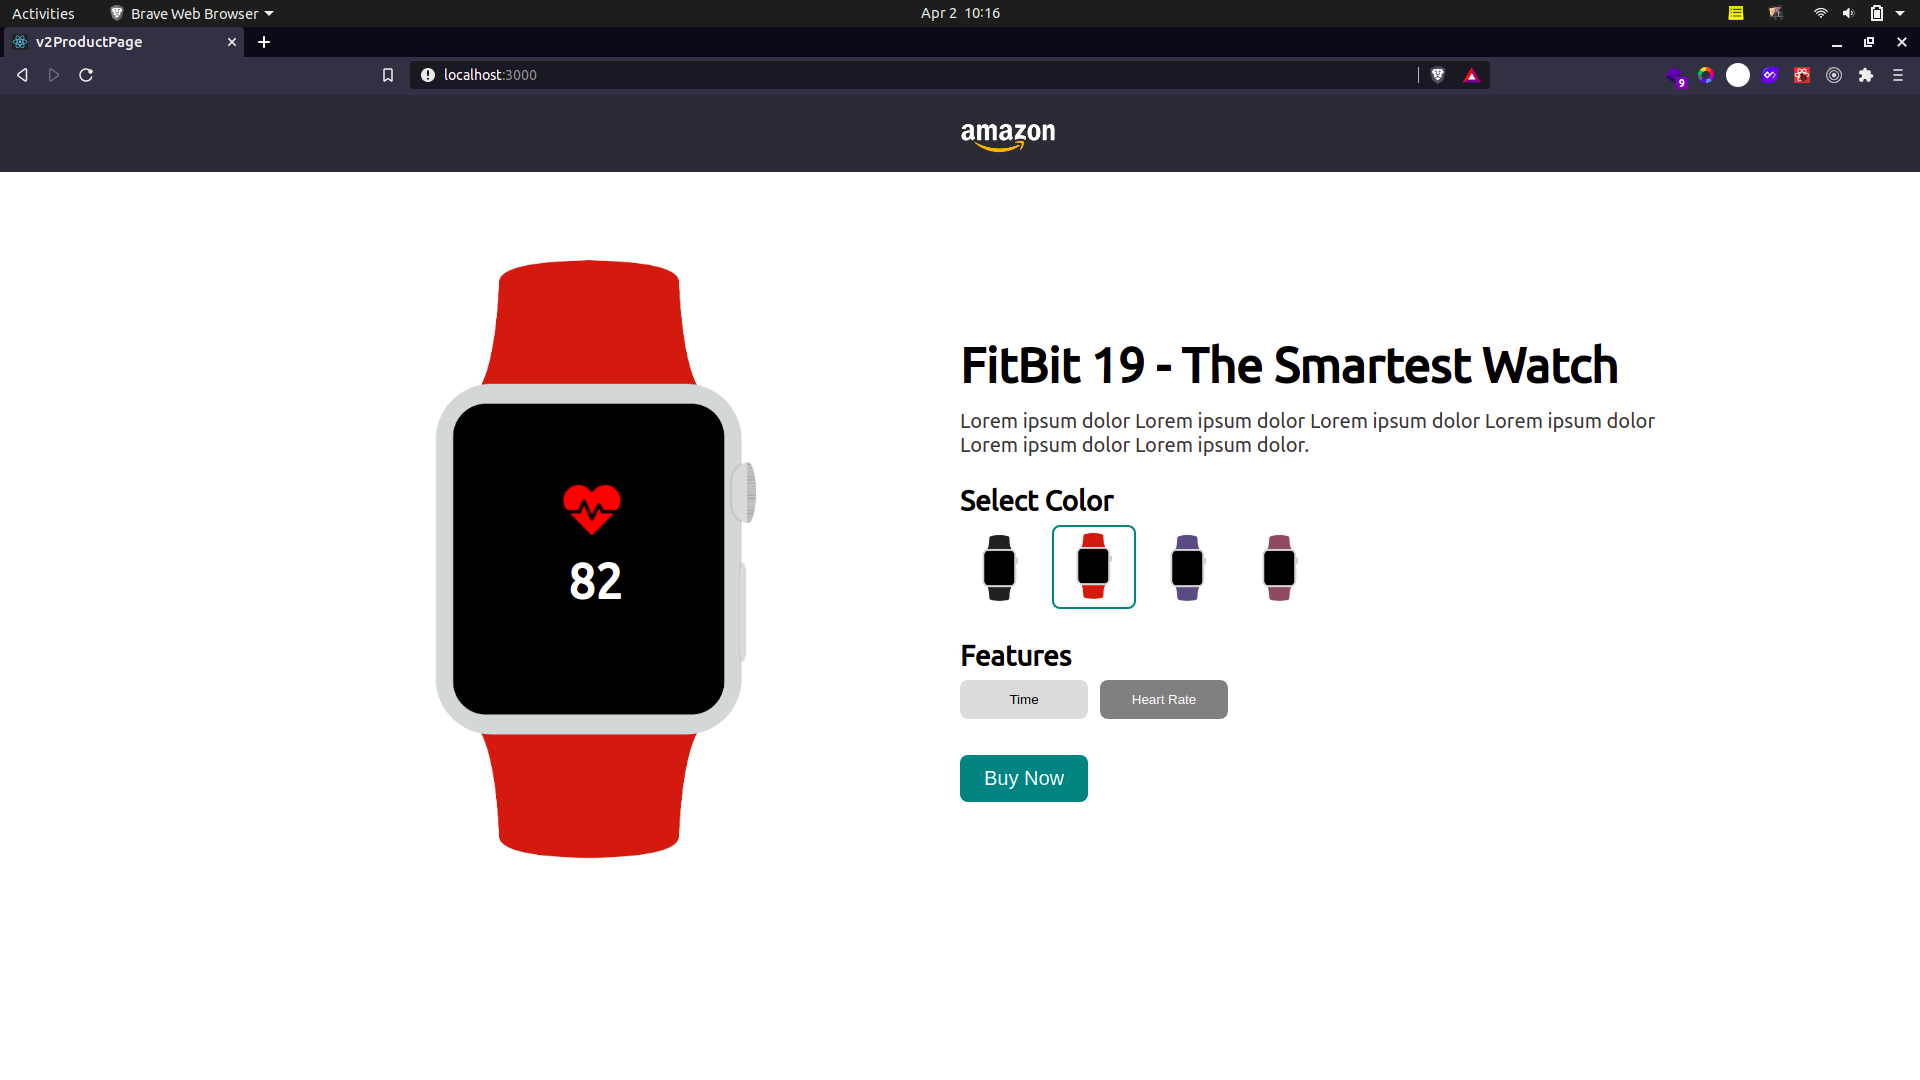 Activities
Brave Web Browser
Apr 2 10:16
v2ProductPage
localhost:3000
9
amazon
82
FitBit 19 - The Smartest Watch
Lorem ipsum dolor Lorem ipsum dolor Lorem ipsum dolor Lorem ipsum dolor
Lorem ipsum dolor Lorem ipsum dolor.
Select Color
Features
Time
Heart Rate
Buy Now